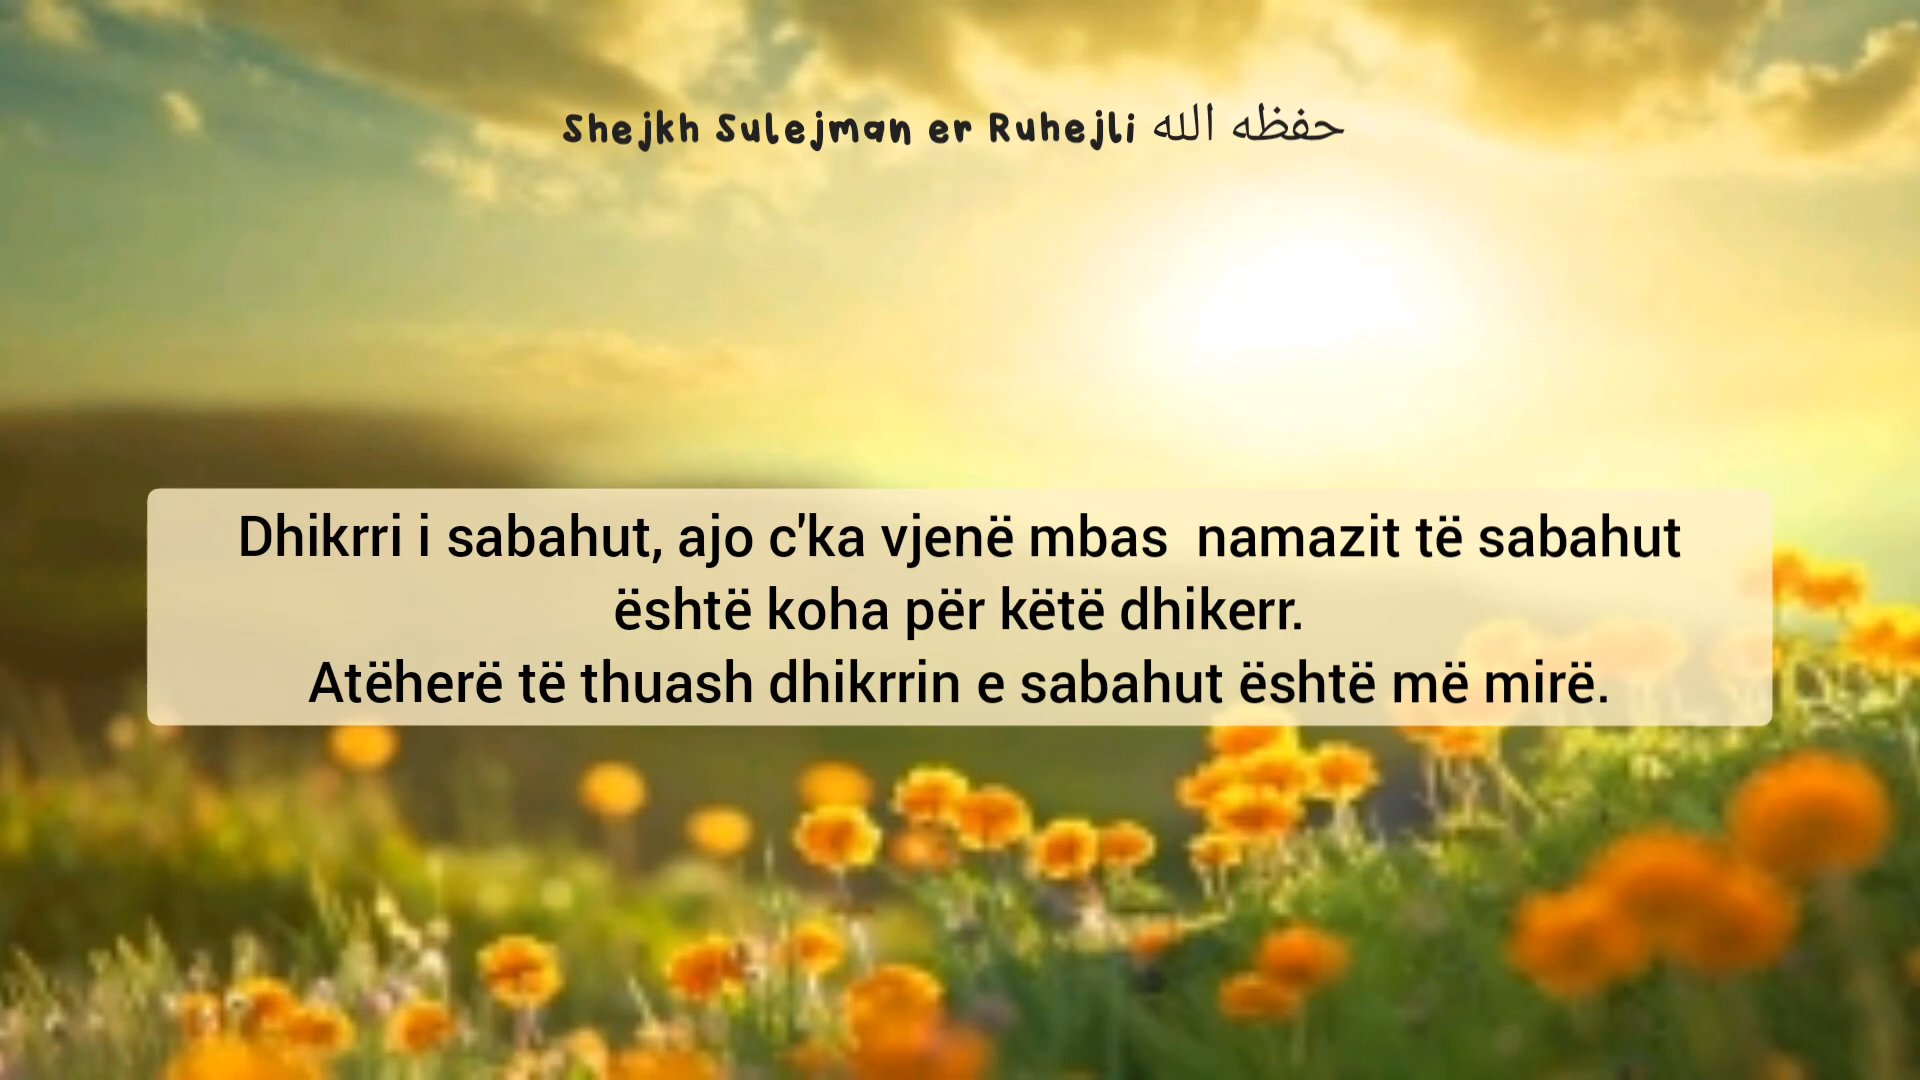 Shejkh Sulejman er Ruhejli حفظه الله
Dhikrri i sabahut, ajo c'ka vjenë mbas  namazit të sabahut
është koha për këtë dhikerr.
Atëherë të thuash dhikrrin e sabahut është më mirë.